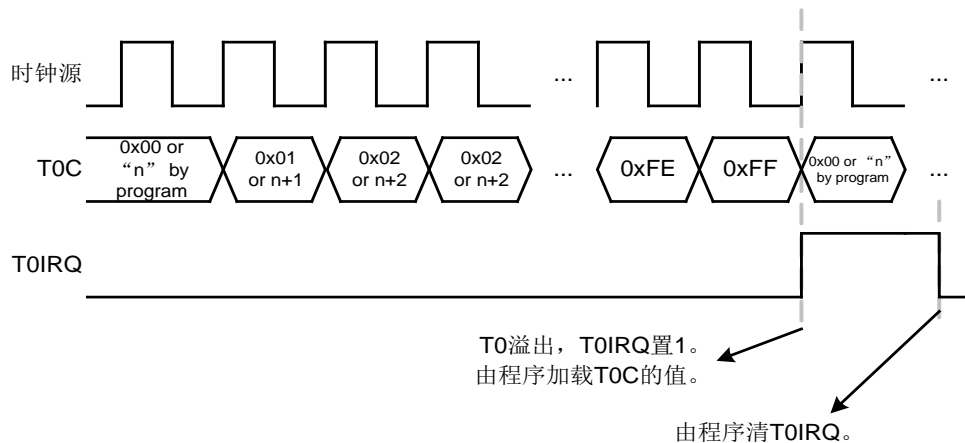 时钟源
...
...
T0C
0x00 or
“n” by
program
0x01
or n+1
0x02
or n+2
0x02
or n+2
...
0xFE
0xFF
0x00 or “n”
by program
...
T0IRQ
T0溢出，T0IRQ置1。
由程序加载T0C的值。
由程序清T0IRQ。